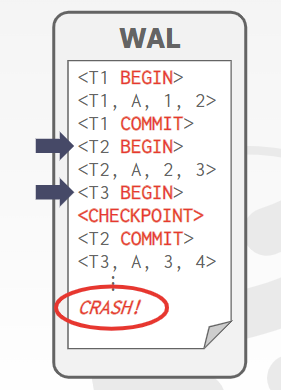 WAL
<T1 BEGIN>
<T1, A, 1, 2>
<T1 COMMIT>
<T2 BEGIN>
<T2, A, 2, 3>
<T3 BEGIN>
<CHECKPOINT>
<T2 COMMIT>
<T3, A, 3, 4>
⋮
CRASH!